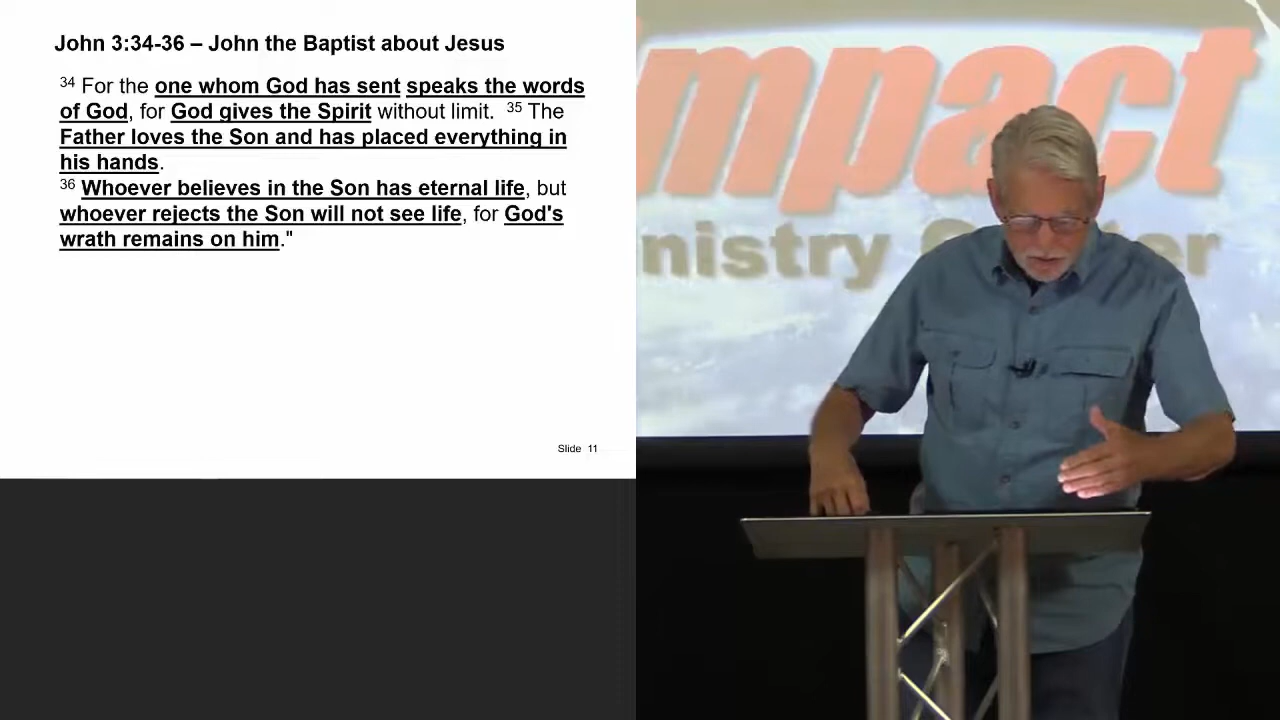 John 3:34-36 – John the Baptist about Jesus
34 For the one whom God has sent speaks the words
of God, for God gives the Spirit without limit. 35 The
Father loves the Son and has placed everything in
his hands.
36 Whoever believes in the Son has eternal life, but
whoever rejects the Son will not see life, for God's
wrath remains on him."
Slide 11
impact